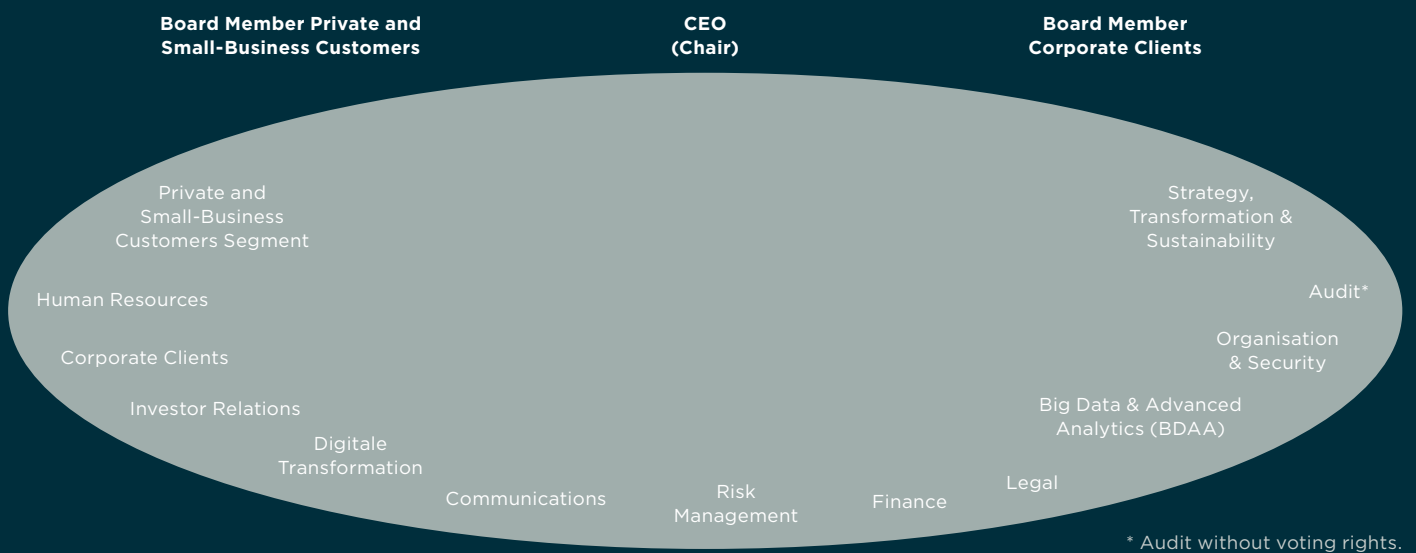 Board Member Private and
Small-Business Customers
CEO
(Chair)
Board Member
Corporate Clients
Private and
Small-Business
Customers Segment
Strategy,
Transformation &
Sustainability
Human Resources
Audit*
Corporate Clients
Organisation
& Security
Investor Relations
Big Data & Advanced
Analytics (BDAA)
Digitale
Transformation
Communications
Risk
Management
Finance
Legal
* Audit without voting rights.